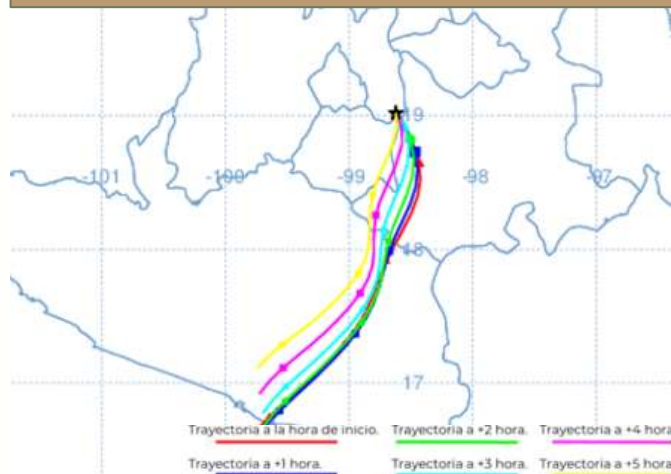 19
-101 -100 -99 -98 -97
18
17
Trayectoria a la hora de inicio. Trayectoria a +2 hora. Trayectoria a +4 hora.
Trayectoria a +1 hora. Trayectoria a +3 hora. Trayectoria a +5 hora.